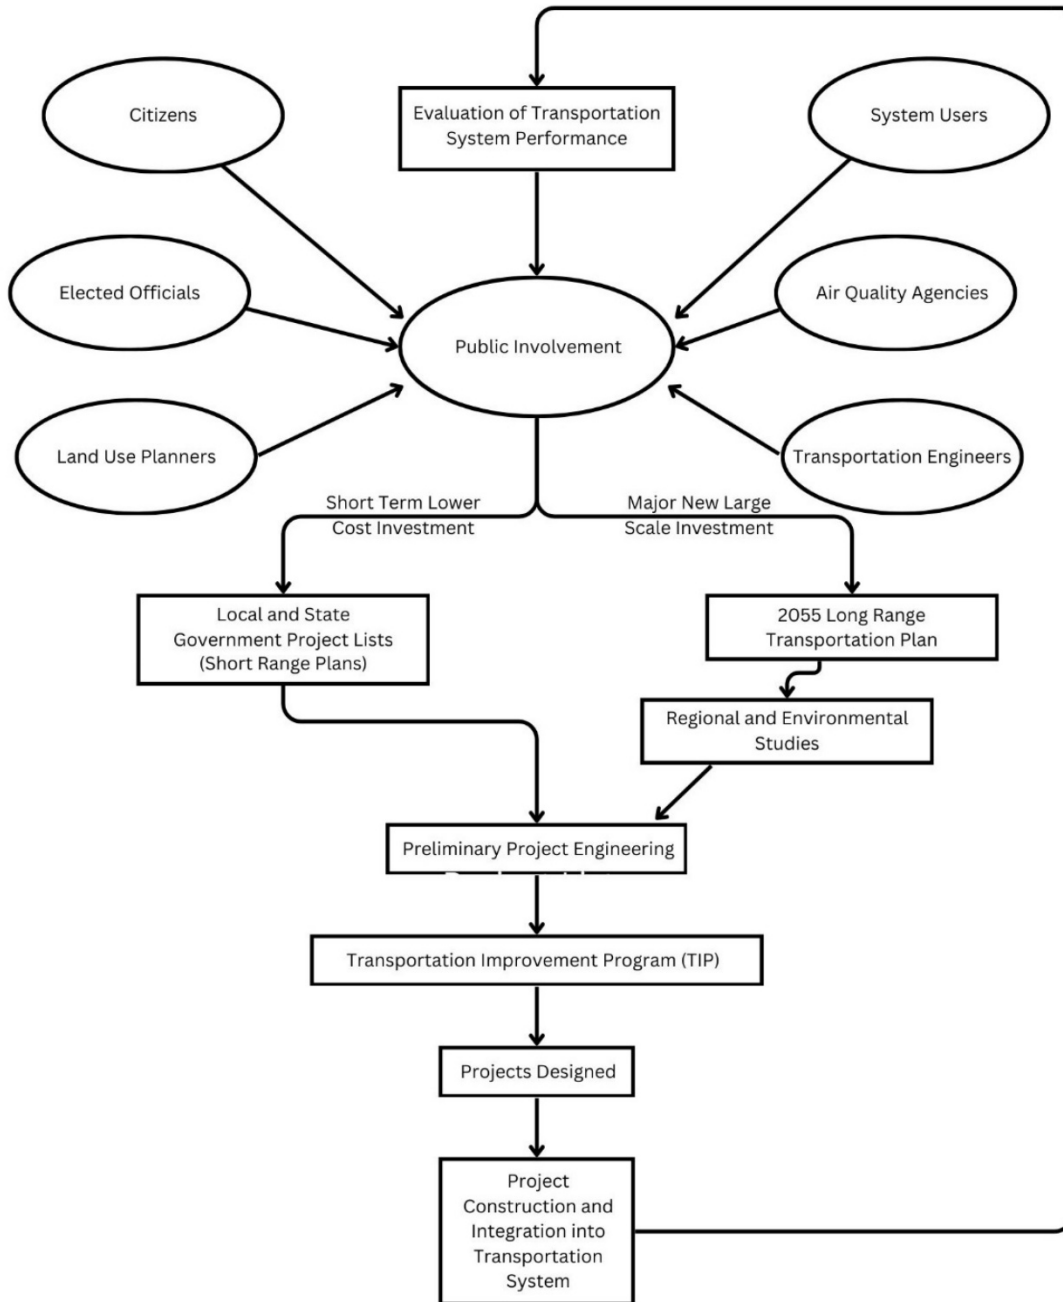 Evaluation of Transportation
System Performance
Citizens
System Users
Elected Officials
Air Quality Agencies
Public Involvement
Land Use Planners
Transportation Engineers
Short Term Lower
Cost Investment
Major New Large
Scale Investment
Local and State
Government Project Lists
(Short Range Plans)
2055 Long Range
Transportation Plan
Regional and Environmental
Studies
Preliminary Project Engineering
Transportation Improvement Program (TIP)
Projects Designed
Project
Construction and
Integration into
Transportation
System